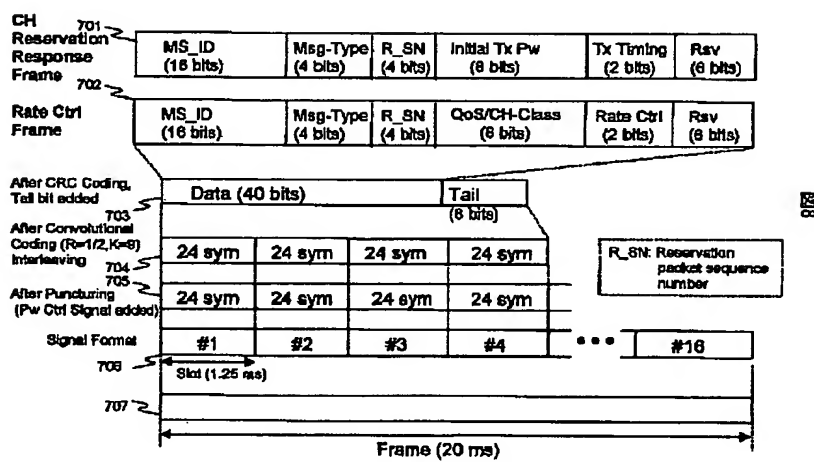 CH
Reservation
Response
Frame
701
MS_ID
(16 bits)
Msg-Type
(4 bits)
R_SN
(4 bits)
Initial Tx Pw
(8 bits)
Tx Timing
(2 bits)
Rsv
(6 bits)
702
Rate Ctrl
Frame
MS_ID
(16 bits)
Msg-Type
(4 bits)
R_SN
(4 bits)
QoS/CH-Class
(8 bits)
Rate Ctrl
(2 bits)
Rsv
(6 bits)
After CRC Coding,
Tail bit added
703
Data (40 bits)
Tail
(8 bits)
After Convolutional
Coding (R=1/2,K=9)
Interleaving
704
24 sym
24 sym
24 sym
24 sym
R_SN: Reservation
packet sequence
number
705
After Puncturing
(Pw Ctrl Signal added)
24 sym
24 sym
24 sym
24 sym
Signal Format
706
#1
#2
#3
#4
#16
Slot (1.25 ms)
707
Frame (20 ms)